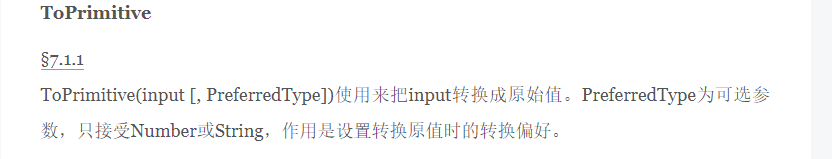 ToPrimitive
§7.1.1
ToPrimitive(input [, PreferredType])使用来把input转换成原始值。PreferredType为可选参
数，只接受Number或String，作用是设置转换原值时的转换偏好。